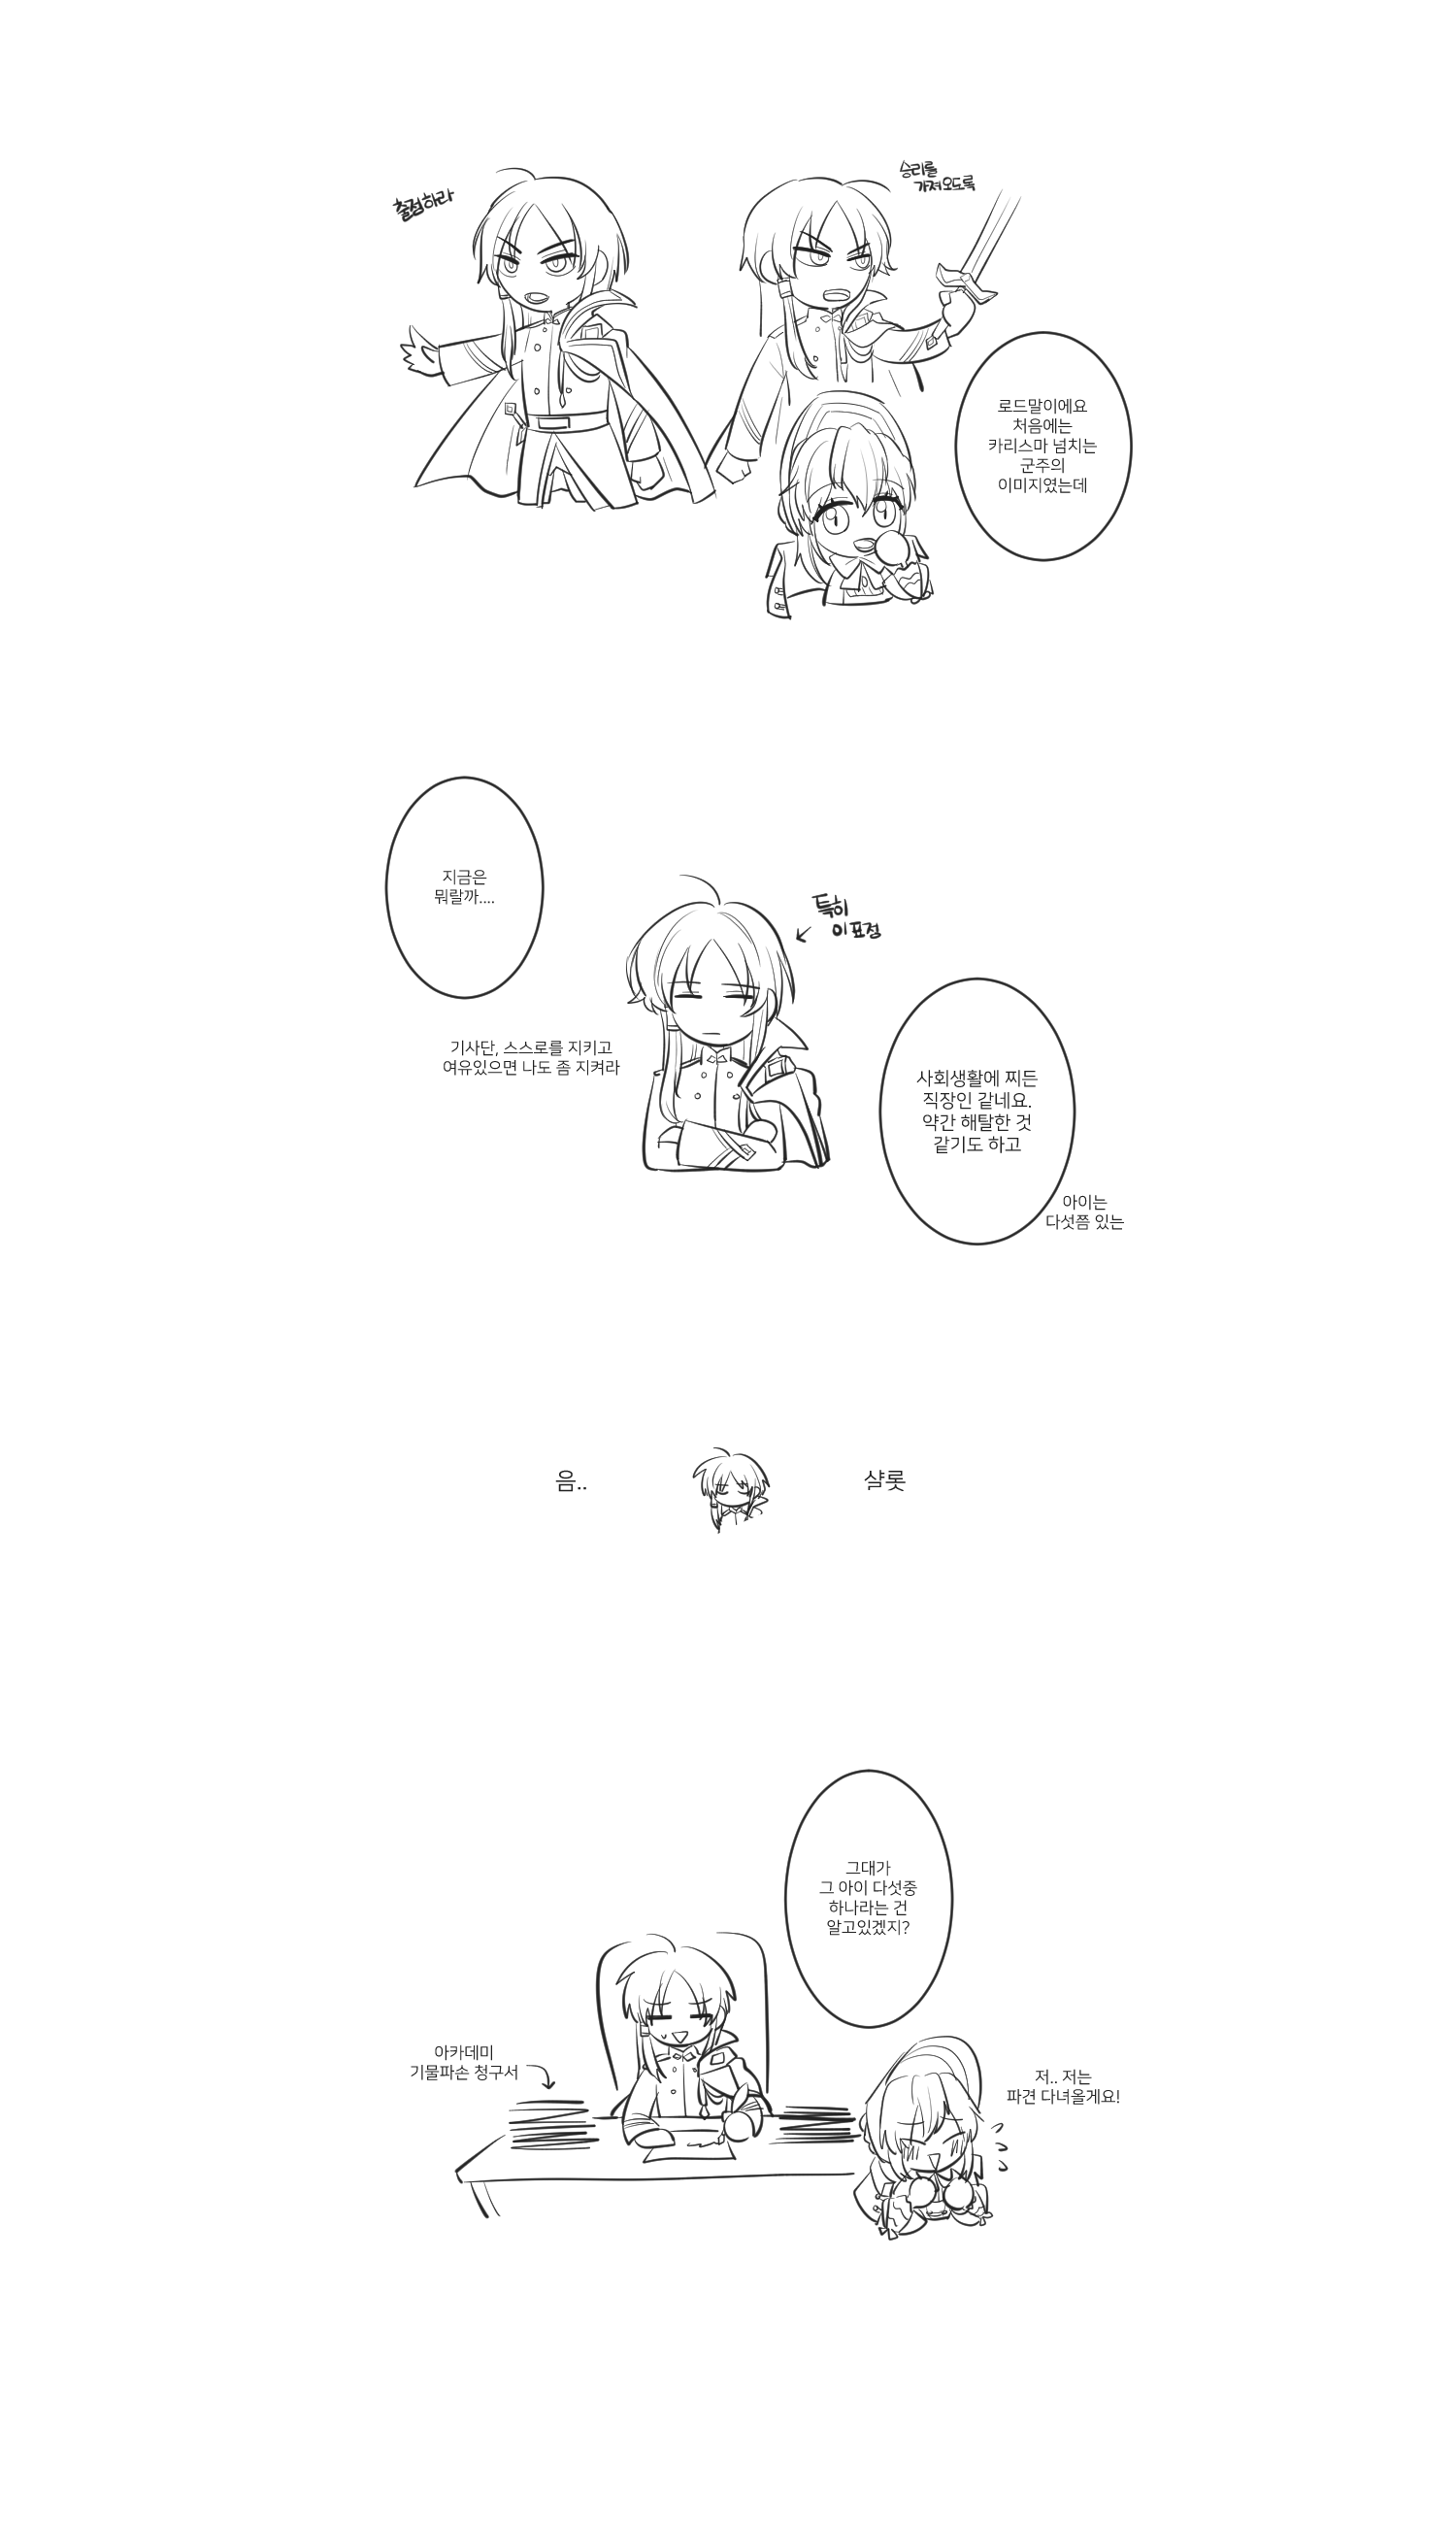 출정하라
승리를
가져오도록
로드말이에요
처음에는
카리스마 넘치는
군주의
이미지였는데
지금은
뭐랄까....
특히
이 표정
기사단, 스스로를 지키고
여유있으면 나도 좀 지켜라
사회생활에 찌든
직장인 같네요.
약간 해탈한 것
같기도 하고
아이는
다섯쯤 있는
음..
샬롯
그대가
그 아이 다섯중
하나라는 건
알고있겠지?
아카데미
기물파손 청구서
저.. 저는
파견 다녀올게요!